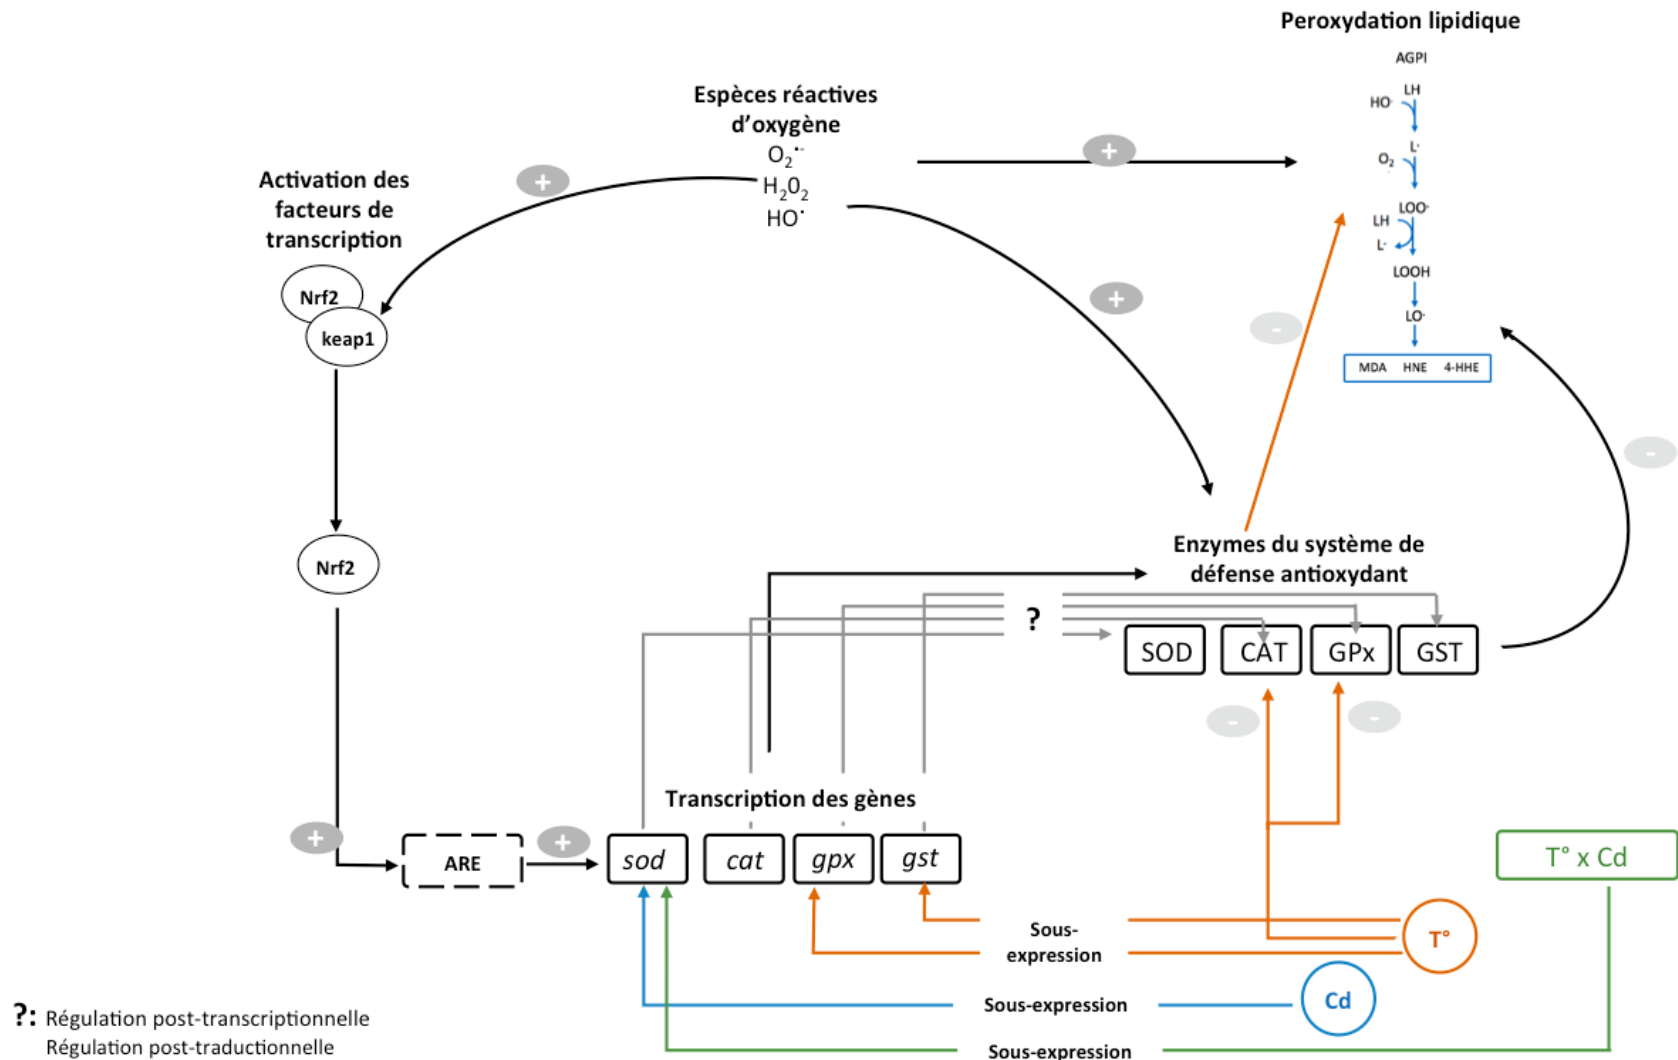 Peroxydation lipidique
AGPI
LH
HO·
L·
O₂
LOO·
LH
L·
LOOH
LO·
MDA HNE 4-HHE
Espèces réactives
d’oxygène
O₂·-
H₂0₂
HO·
+
+
+
-
-
Activation des
facteurs de
transcription
Nrf2
keap1
Nrf2
Enzymes du système de
défense antioxydant
?
SOD CAT GPx GST
-
-
Transcription des gènes
+
ARE
+
sod cat gpx gst
T° x Cd
T°
Sous-
expression
Cd
Sous-expression
Sous-expression
?: Régulation post-transcriptionnelle
Régulation post-traductionnelle